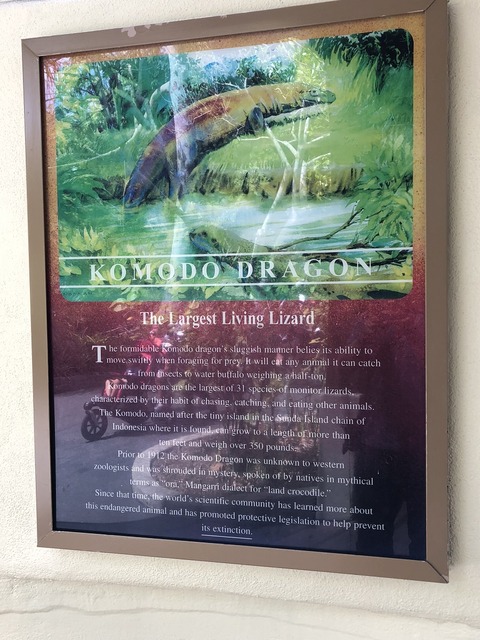 KOMODO DRAGON
The Largest Living Lizard
The formidable Komodo dragon's sluggish manner belies its ability to
move swiftly when foraging for prey. It will eat any animal it can catch
- from insects to water buffalo weighing a half-ton.
Komodo dragons are the largest of 31 species of monitor lizards,
characterized by their habit of chasing, catching, and eating other animals.
The Komodo, named after the tiny island in the Sunda Island chain of
Indonesia where it is found, can grow to a length of more than
ten feet and weigh over 350 pounds.
Prior to 1912 the Komodo Dragon was unknown to western
zoologists and was shrouded in mystery, spoken of by natives in mythical
terms as "ora," Mangarri dialect for "land crocodile."
Since that time, the world's scientific community has learned more about
this endangered animal and has promoted protective legislation to help prevent
its extinction.